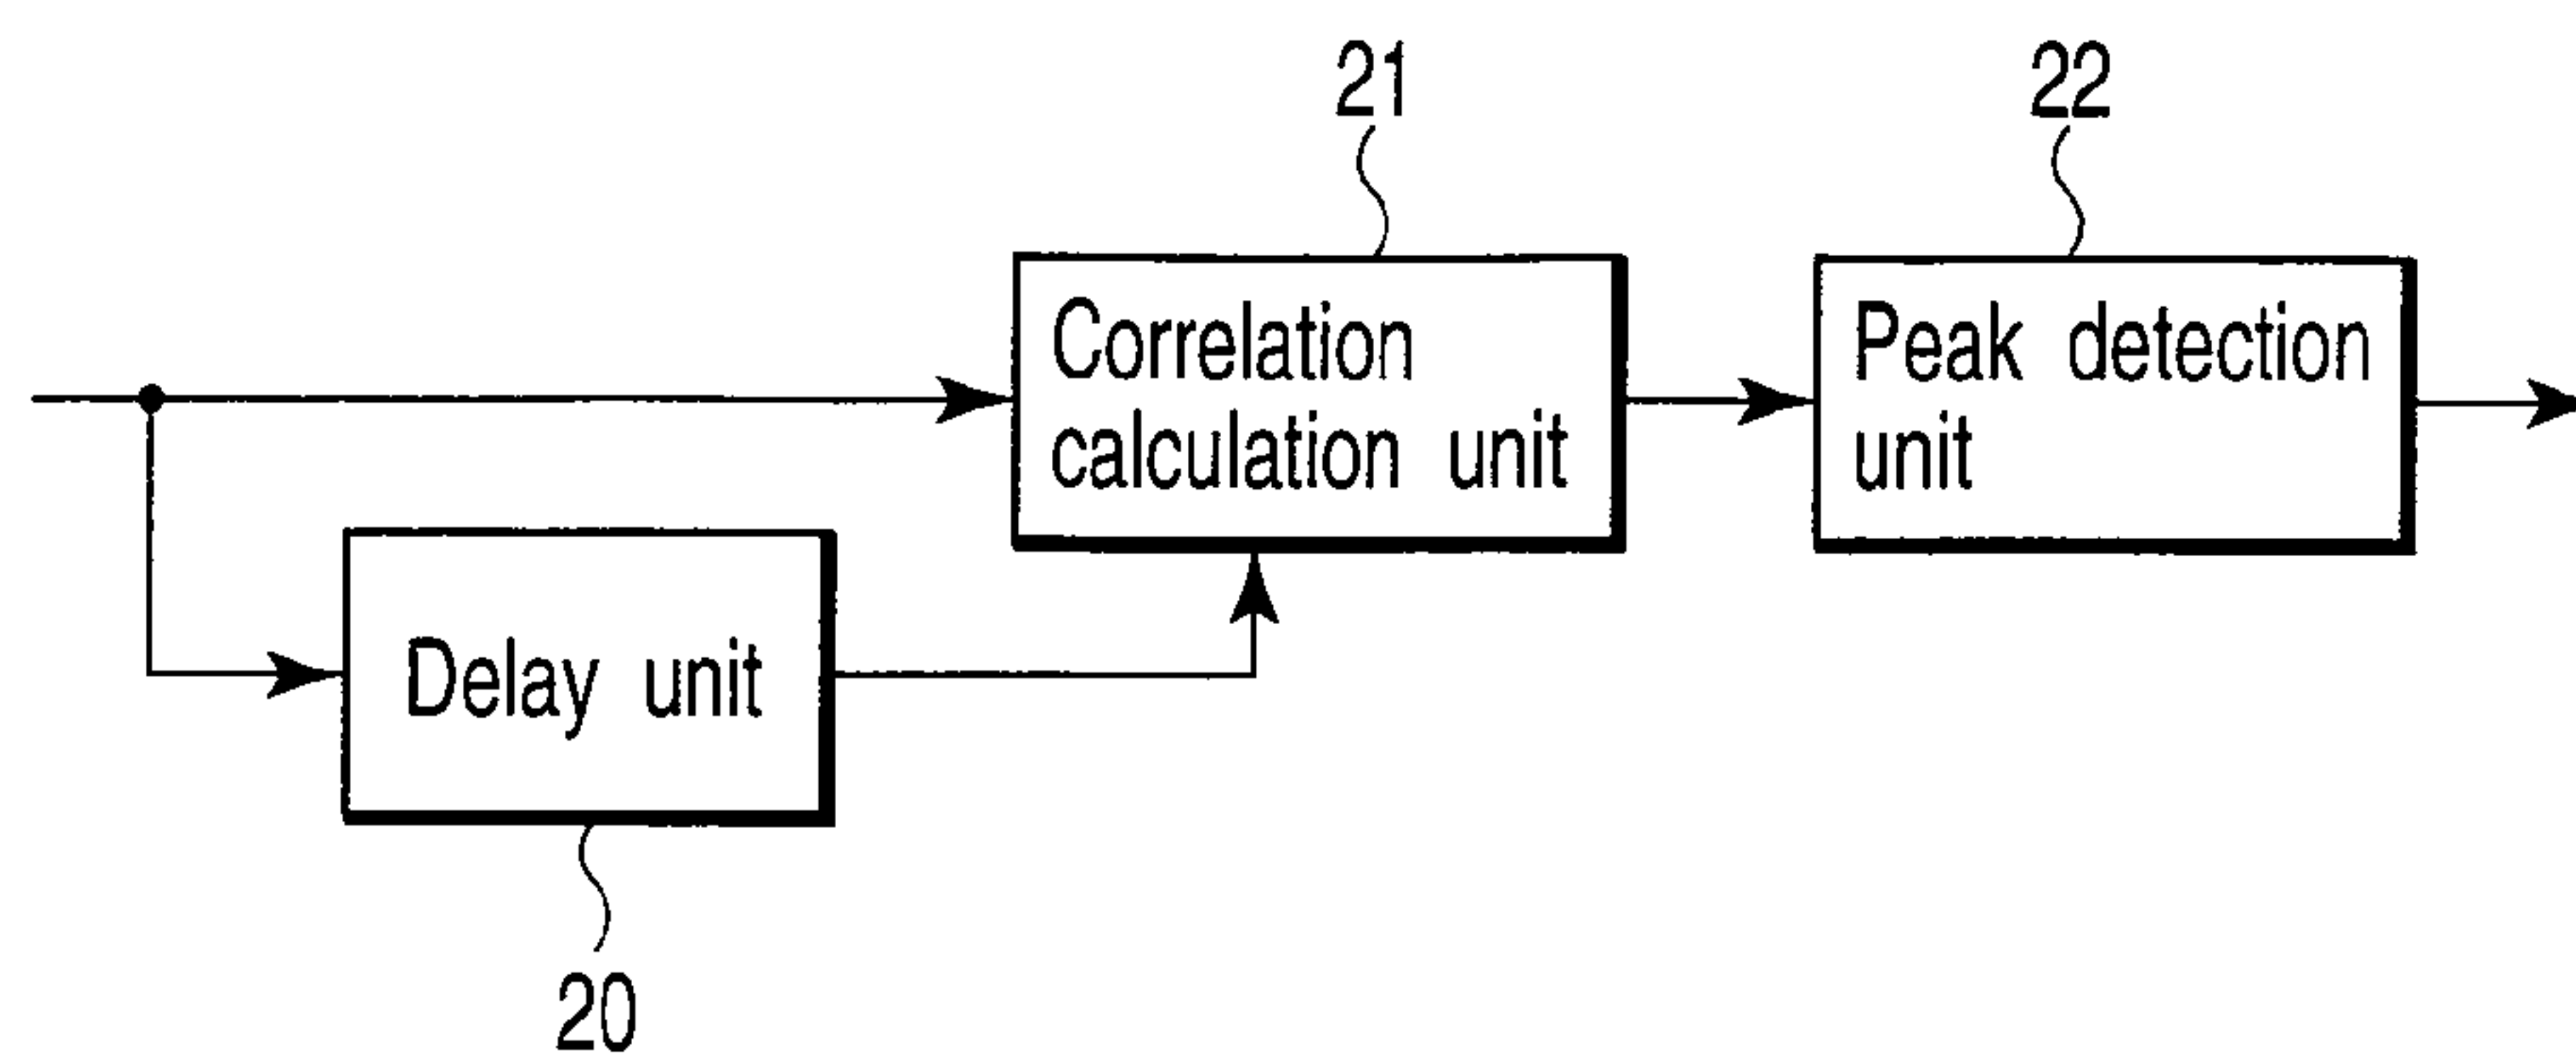 21
22
Correlation
calculation unit
Peak detection
unit
Delay unit
20